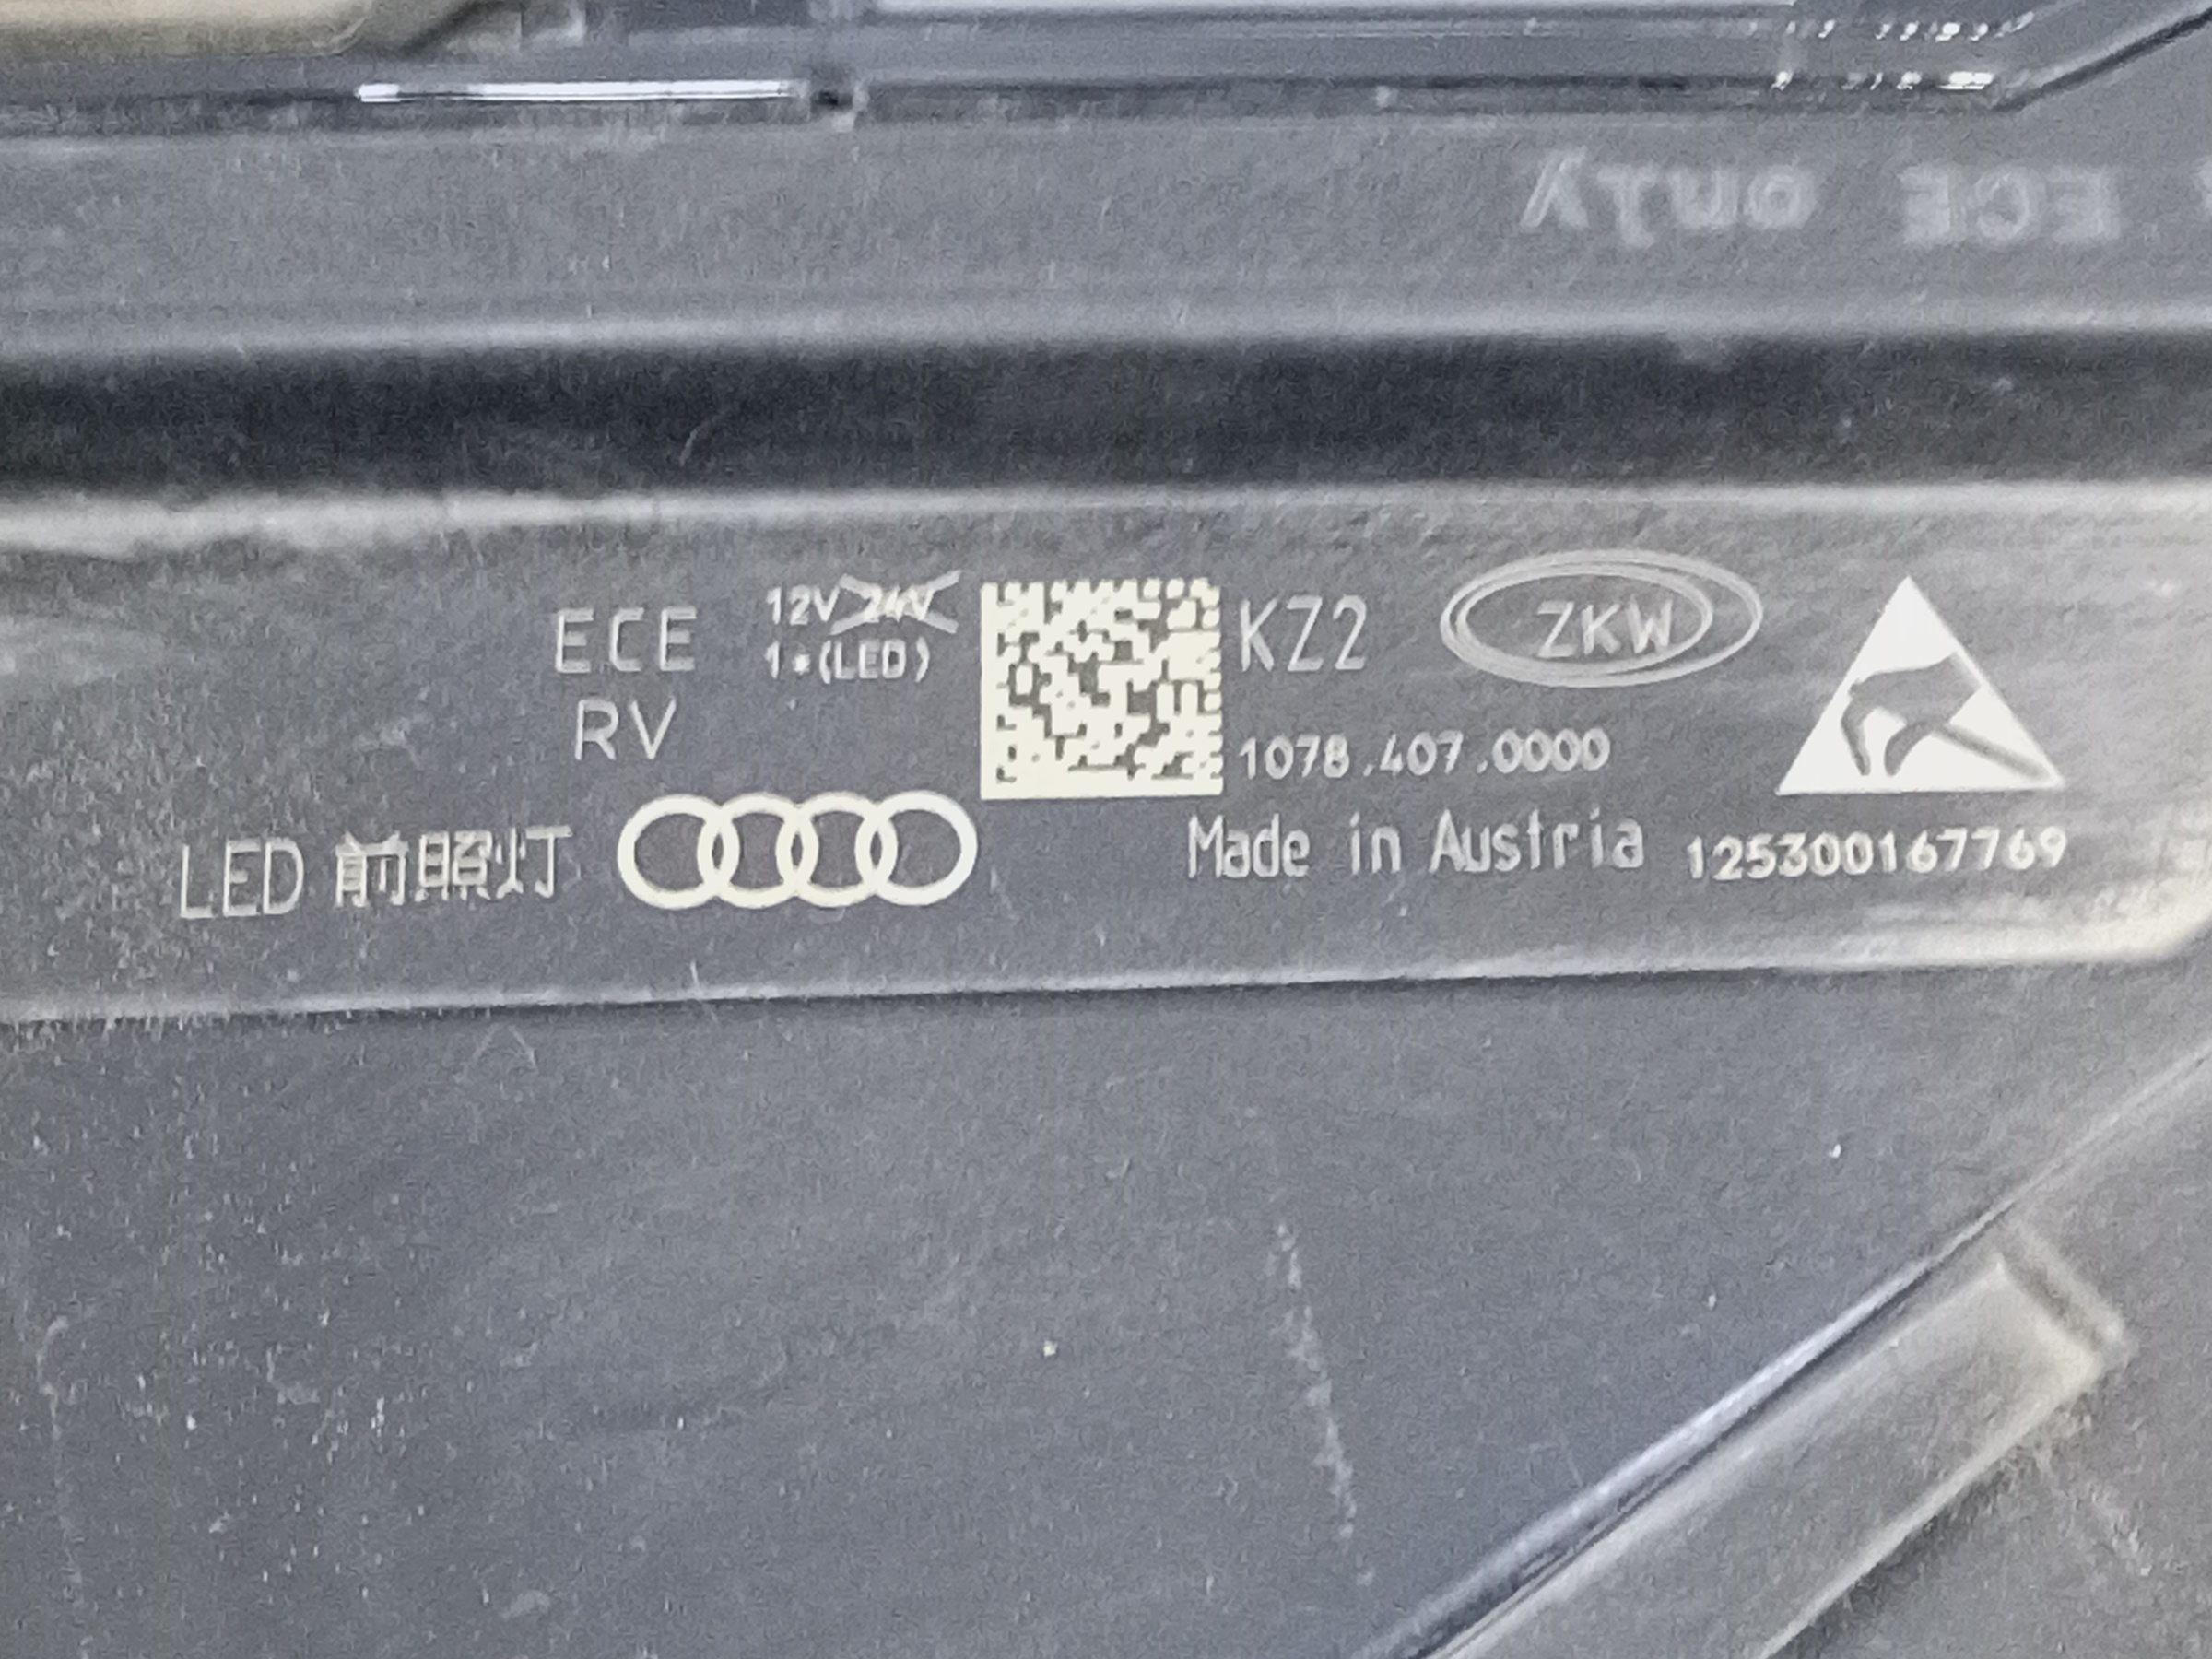 ECE only
ECE 12V 24V KZ2 ZKW
1*(LED)
RV
1078.407.0000
LED 前照灯 Made in Austria 125300167769